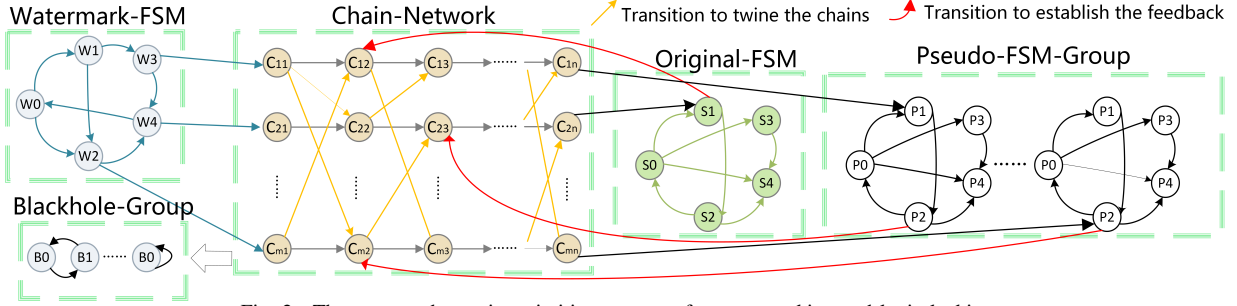 Watermark-FSM
Chain-Network
Transition to twine the chains
Transition to establish the feedback
Original-FSM
Pseudo-FSM-Group
W0
W1
W2
W3
W4
C11
C12
C13
......
C1n
C21
C22
C23
......
C2n
Cm1
Cm2
Cm3
......
Cmn
S0
S1
S2
S3
S4
P0
P1
P2
P3
P4
......
P0
P1
P2
P3
P4
Blackhole-Group
B0
B1
......
B0